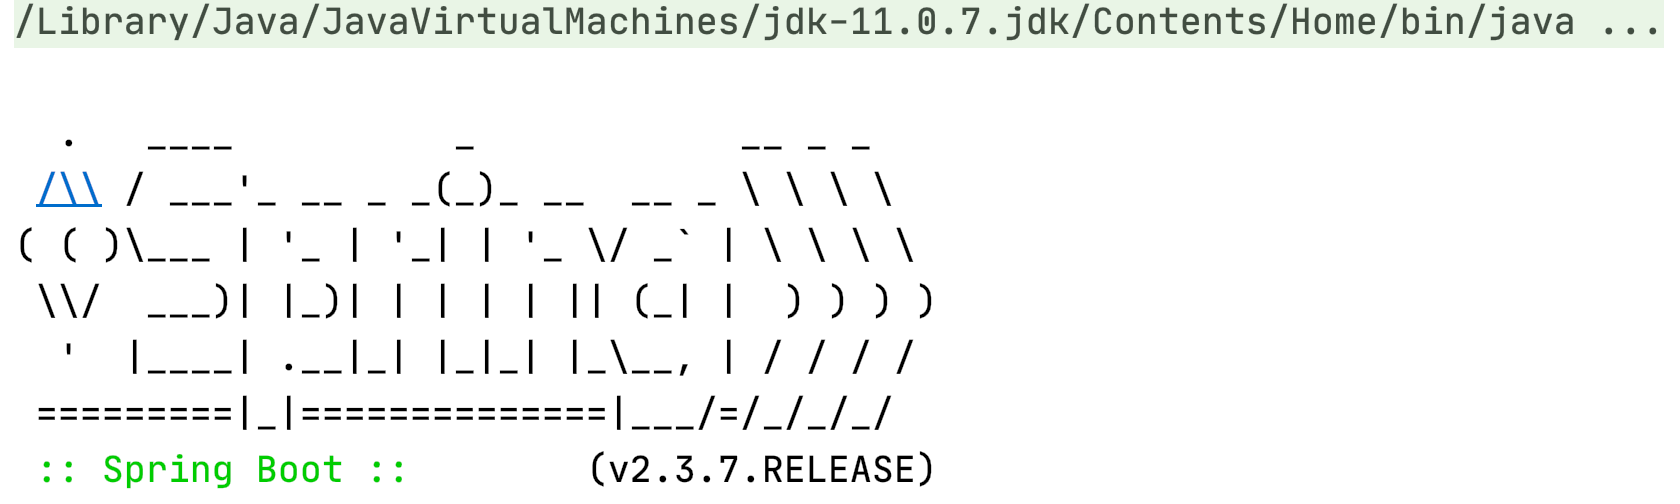 /Library/Java/JavaVirtualMachines/jdk-11.0.7.jdk/Contents/Home/bin/java ...

  .   ____          _            __ _ _
 /\\ / ___'_ __ _ _(_)_ __  __ _ \ \ \ \
( ( )\___ | '_ | '_| | '_ \/ _` | \ \ \ \
 \\/  ___)| |_)| | | | | || (_| |  ) ) ) )
  '  |____| .__|_| |_|_| |_\__, | / / / /
 =========|_|==============|___/=/_/_/_/
 :: Spring Boot ::        (v2.3.7.RELEASE)